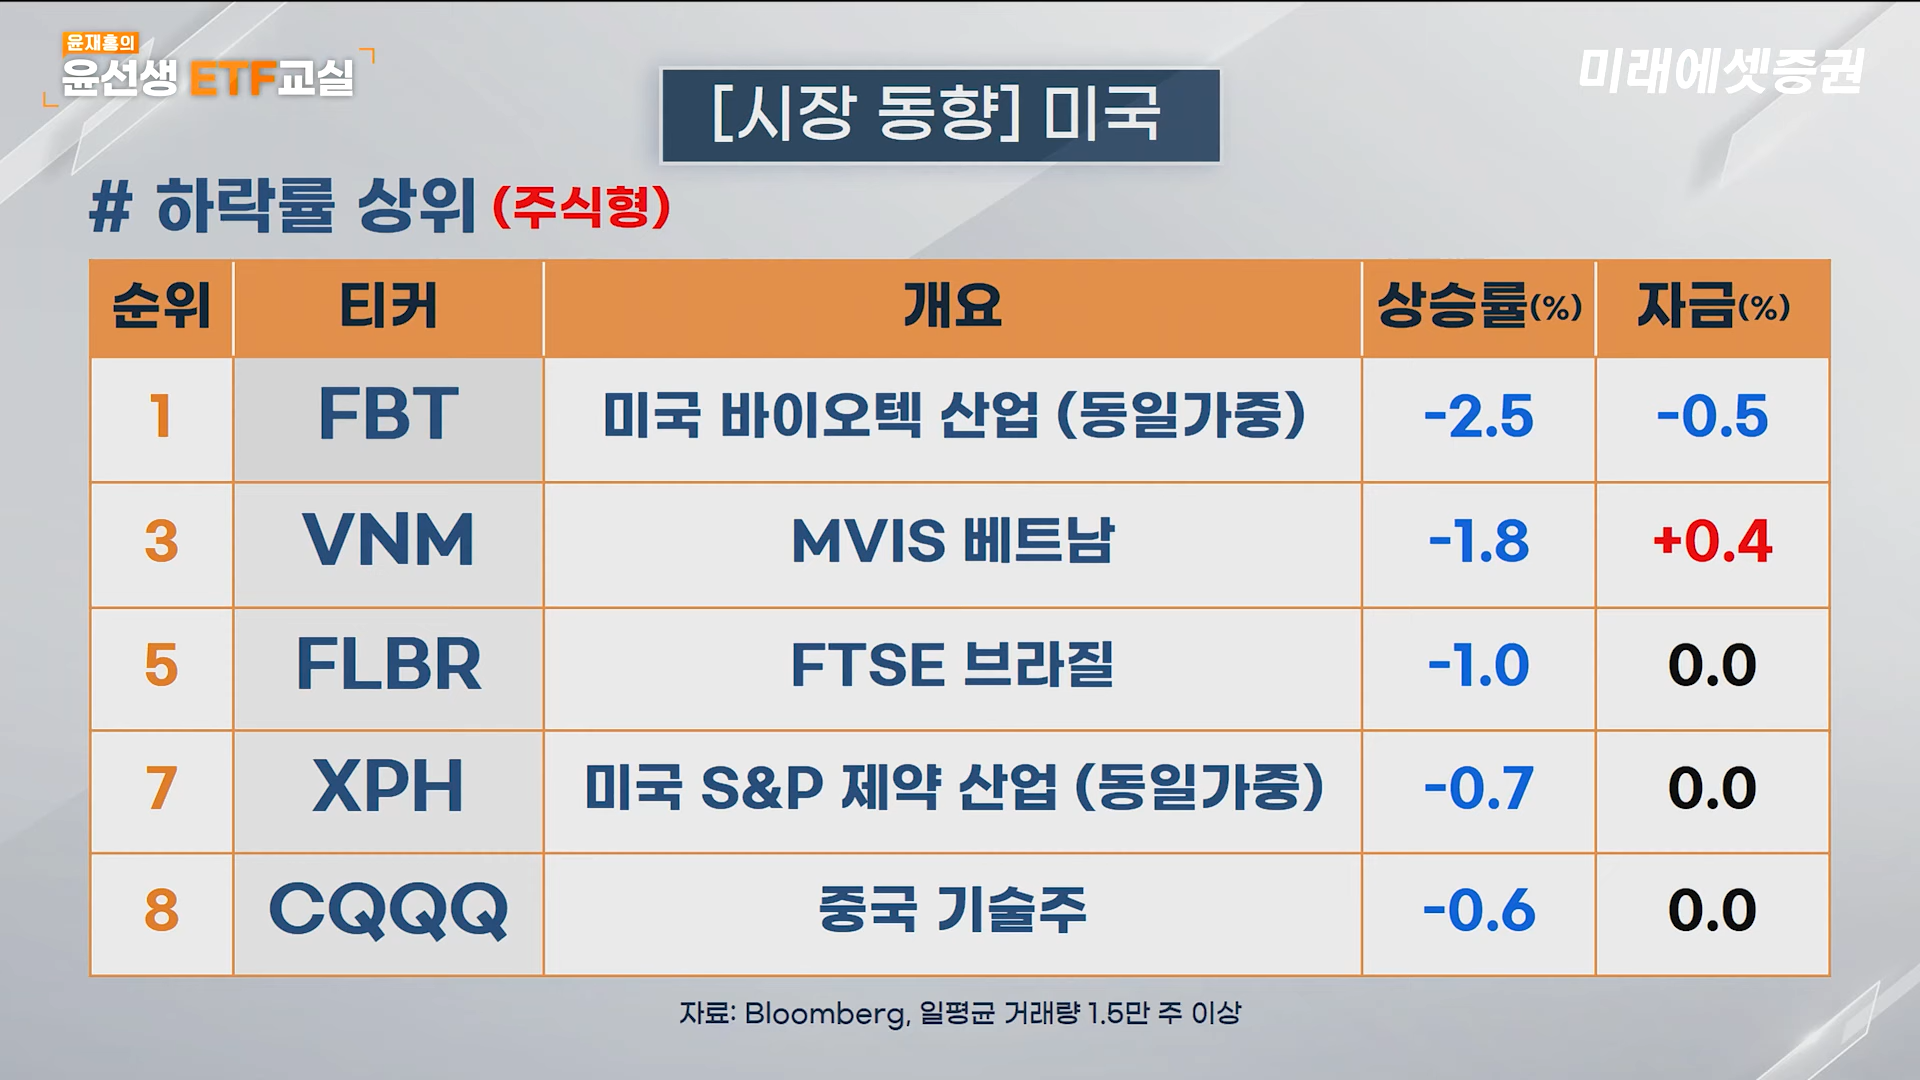 윤재홍의
윤선생 ETF교실
미래에셋증권
[시장 동향] 미국
# 하락률 상위 (주식형)
순위 티커 개요 상승률(%) 자금(%)
1 FBT 미국 바이오텍 산업 (동일가중) -2.5 -0.5
3 VNM MVIS 베트남 -1.8 +0.4
5 FLBR FTSE 브라질 -1.0 0.0
7 XPH 미국 S&P 제약 산업 (동일가중) -0.7 0.0
8 CQQQ 중국 기술주 -0.6 0.0
자료: Bloomberg, 일평균 거래량 1.5만 주 이상